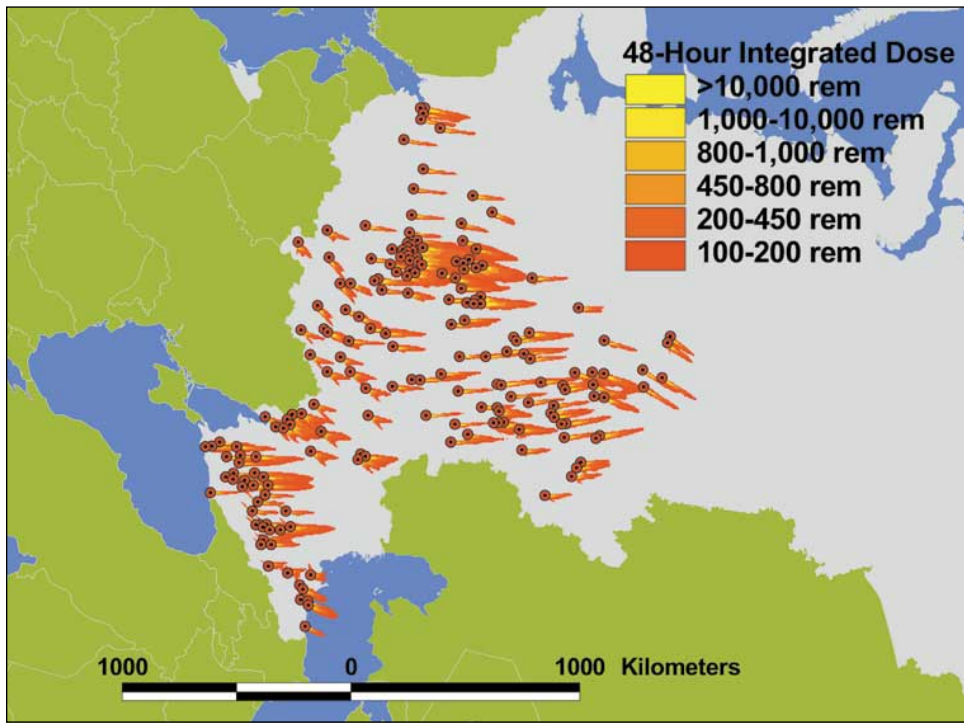 48-Hour Integrated Dose
>10,000 rem
1,000-10,000 rem
800-1,000 rem
450-800 rem
200-450 rem
100-200 rem
1000 0 1000 Kilometers